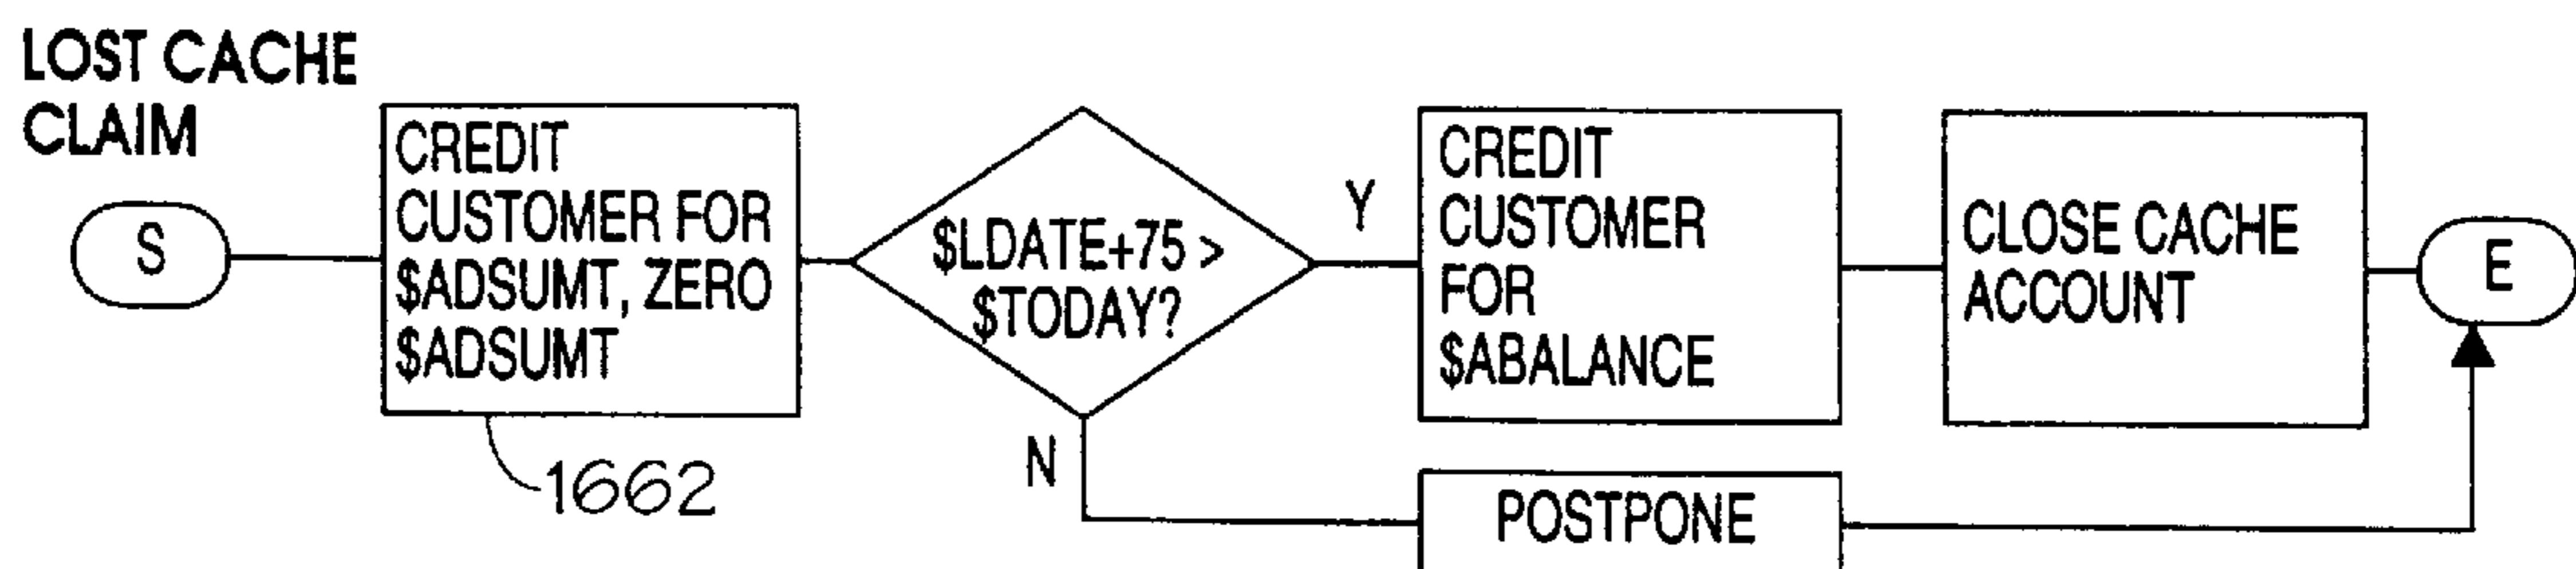 LOST CACHE
CLAIM
S
CREDIT
CUSTOMER FOR
$ADSUMT, ZERO
$ADSUMT
1662
$LDATE+75 >
$TODAY?
Y
N
CREDIT
CUSTOMER
FOR
$ABALANCE
CLOSE CACHE
ACCOUNT
E
POSTPONE